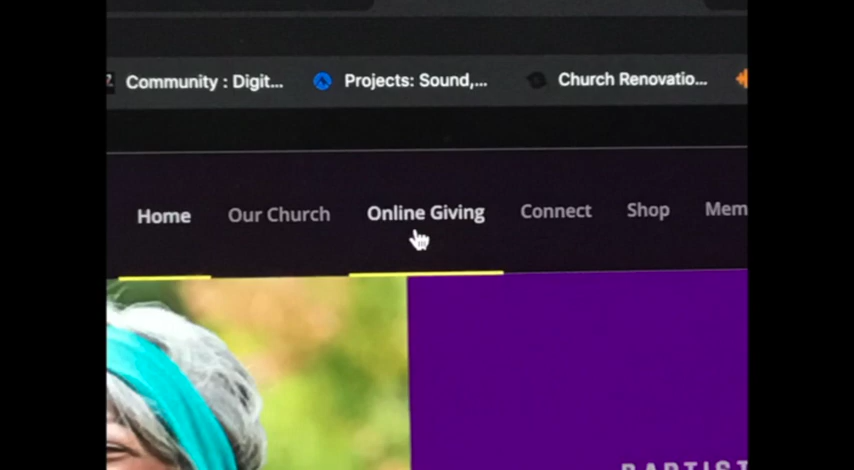 Community : Digit... Projects: Sound,... Church Renovatio...
Home Our Church Online Giving Connect Shop Mem
BAPTIST